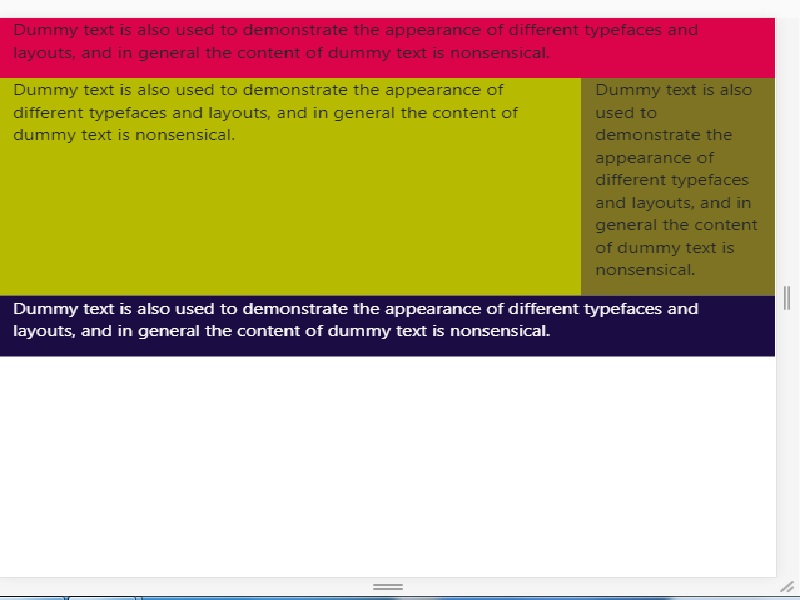 Dummy text is also used to demonstrate the appearance of different typefaces and
layouts, and in general the content of dummy text is nonsensical.
Dummy text is also used to demonstrate the appearance of
different typefaces and layouts, and in general the content of
dummy text is nonsensical.
Dummy text is also
used to
demonstrate the
appearance of
different typefaces
and layouts, and in
general the content
of dummy text is
nonsensical.
Dummy text is also used to demonstrate the appearance of different typefaces and
layouts, and in general the content of dummy text is nonsensical.